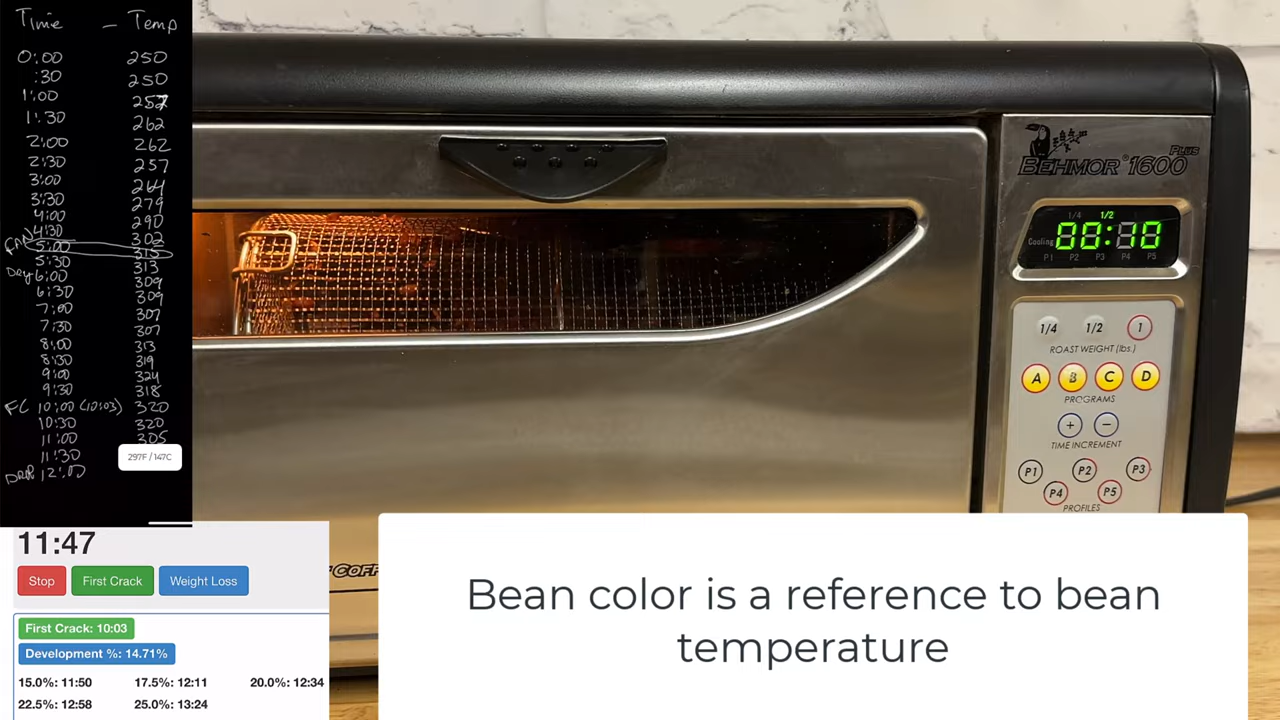 Time - Temp
0:00 250
:30 250
1:00 257
1:30 262
2:00 262
2:30 257
3:00 264
3:30 279
4:00 290
4:30 302
FAN 5:00 313
5:30 313
Dry 6:00 309
6:30 309
7:00 307
7:30 307
8:00 313
8:30 319
9:00 324
9:30 318
FC 10:00 (10:03) 320
10:30 320
11:00 305
11:30
297F / 147C
DROP 12:00
11:47
Stop First Crack Weight Loss
First Crack: 10:03
Development %: 14.71%
15.0%: 11:50 17.5%: 12:11 20.0%: 12:34
22.5%: 12:58 25.0%: 13:24
BEHMOR® 1600 PLUS
1/4 1/2 1
Cooling 00:18
P1 P2 P3 P4 P5
1/4 1/2 1
ROAST WEIGHT (lbs.)
A B C D
PROGRAMS
+ −
TIME INCREMENT
P1 P2 P3
P4 P5
PROFILES
Bean color is a reference to bean
temperature